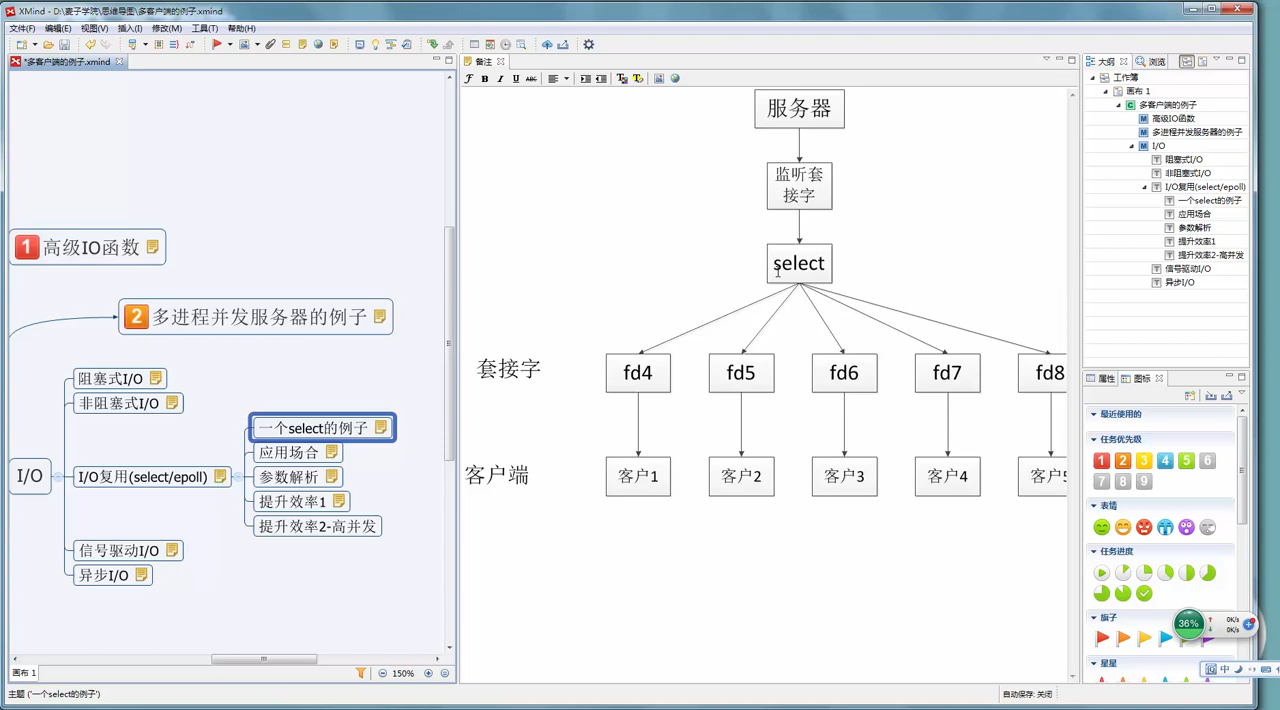 XMind - D:\麦子学院\思维导图\多客户端的例子.xmind
文件(F) 编辑(E) 视图(V) 插入(I) 修改(M) 工具(T) 帮助(H)
*多客户端的例子.xmind
备注
大纲 浏览
B I U ABC
服务器
监听套
接字
select
套接字
fd4 fd5 fd6 fd7 fd8
客户端
客户1 客户2 客户3 客户4
1 高级IO函数
2 多进程并发服务器的例子
阻塞式I/O
非阻塞式I/O
一个select的例子
应用场合
I/O
I/O复用(select/epoll)
参数解析
提升效率1
提升效率2-高并发
信号驱动I/O
异步I/O
工作簿
画布 1
多客户端的例子
高级IO函数
多进程并发服务器的例子
I/O
阻塞式I/O
非阻塞式I/O
I/O复用(select/epoll)
一个select的例子
应用场合
参数解析
提升效率1
提升效率2-高并发
信号驱动I/O
异步I/O
属性 图标
最近使用的
任务优先级
1 2 3 4 5 6
7 8 9
表情
任务进度
旗子
36%
0K/s
0K/s
星星
中
画布 1
150%
主题 ('一个select的例子')
自动保存: 关闭